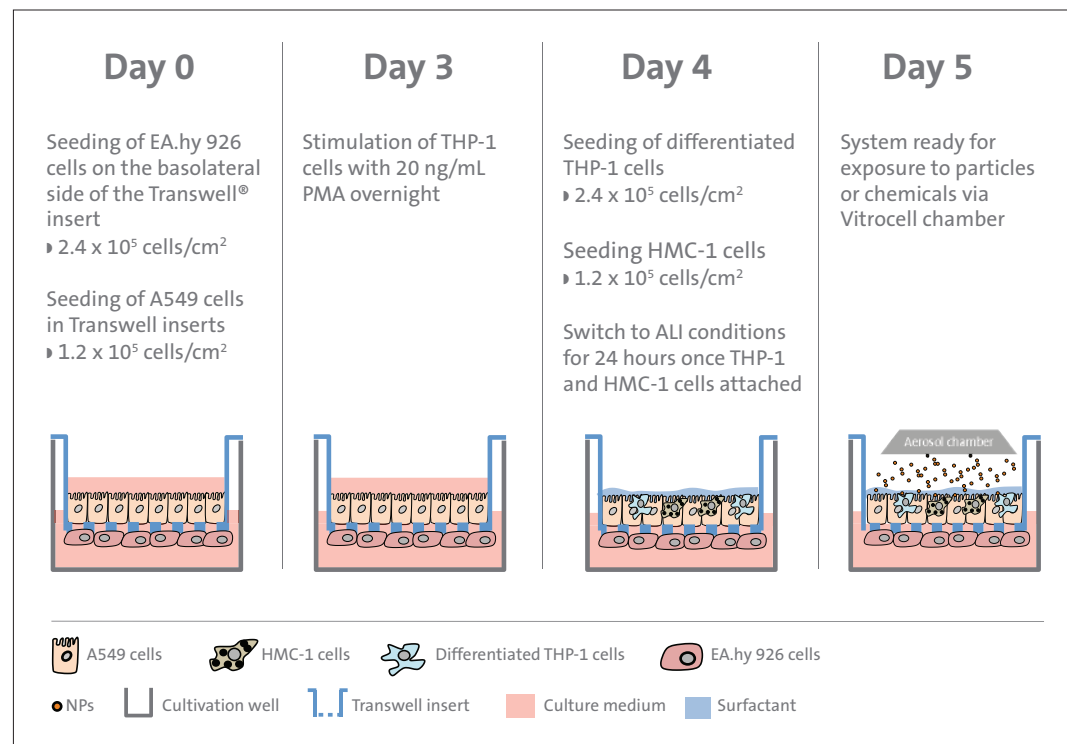 Day 0
Seeding of EA.hy 926
cells on the basolateral
side of the Transwell®
insert
◗ 2.4 x 10⁵ cells/cm²
Seeding of A549 cells
in Transwell inserts
◗ 1.2 x 10⁵ cells/cm²
Day 3
Stimulation of THP-1
cells with 20 ng/mL
PMA overnight
Day 4
Seeding of differentiated
THP-1 cells
◗ 2.4 x 10⁵ cells/cm²
Seeding HMC-1 cells
◗ 1.2 x 10⁵ cells/cm²
Switch to ALI conditions
for 24 hours once THP-1
and HMC-1 cells attached
Day 5
System ready for
exposure to particles
or chemicals via
Vitrocell chamber
Aerosol chamber
A549 cells
HMC-1 cells
Differentiated THP-1 cells
EA.hy 926 cells
NPs
Cultivation well
Transwell insert
Culture medium
Surfactant